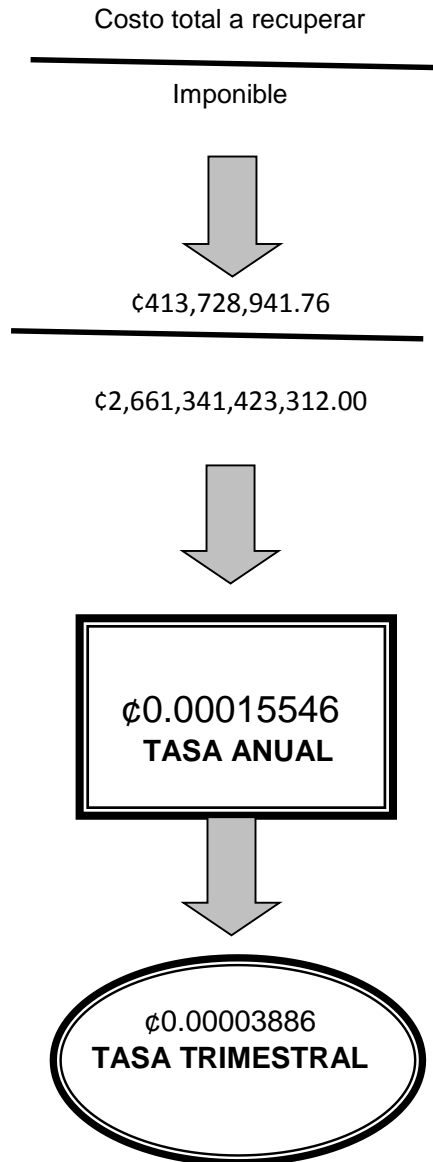 Costo total a recuperar
Imponible
¢413,728,941.76
¢2,661,341,423,312.00
¢0.00015546
TASA ANUAL
¢0.00003886
TASA TRIMESTRAL